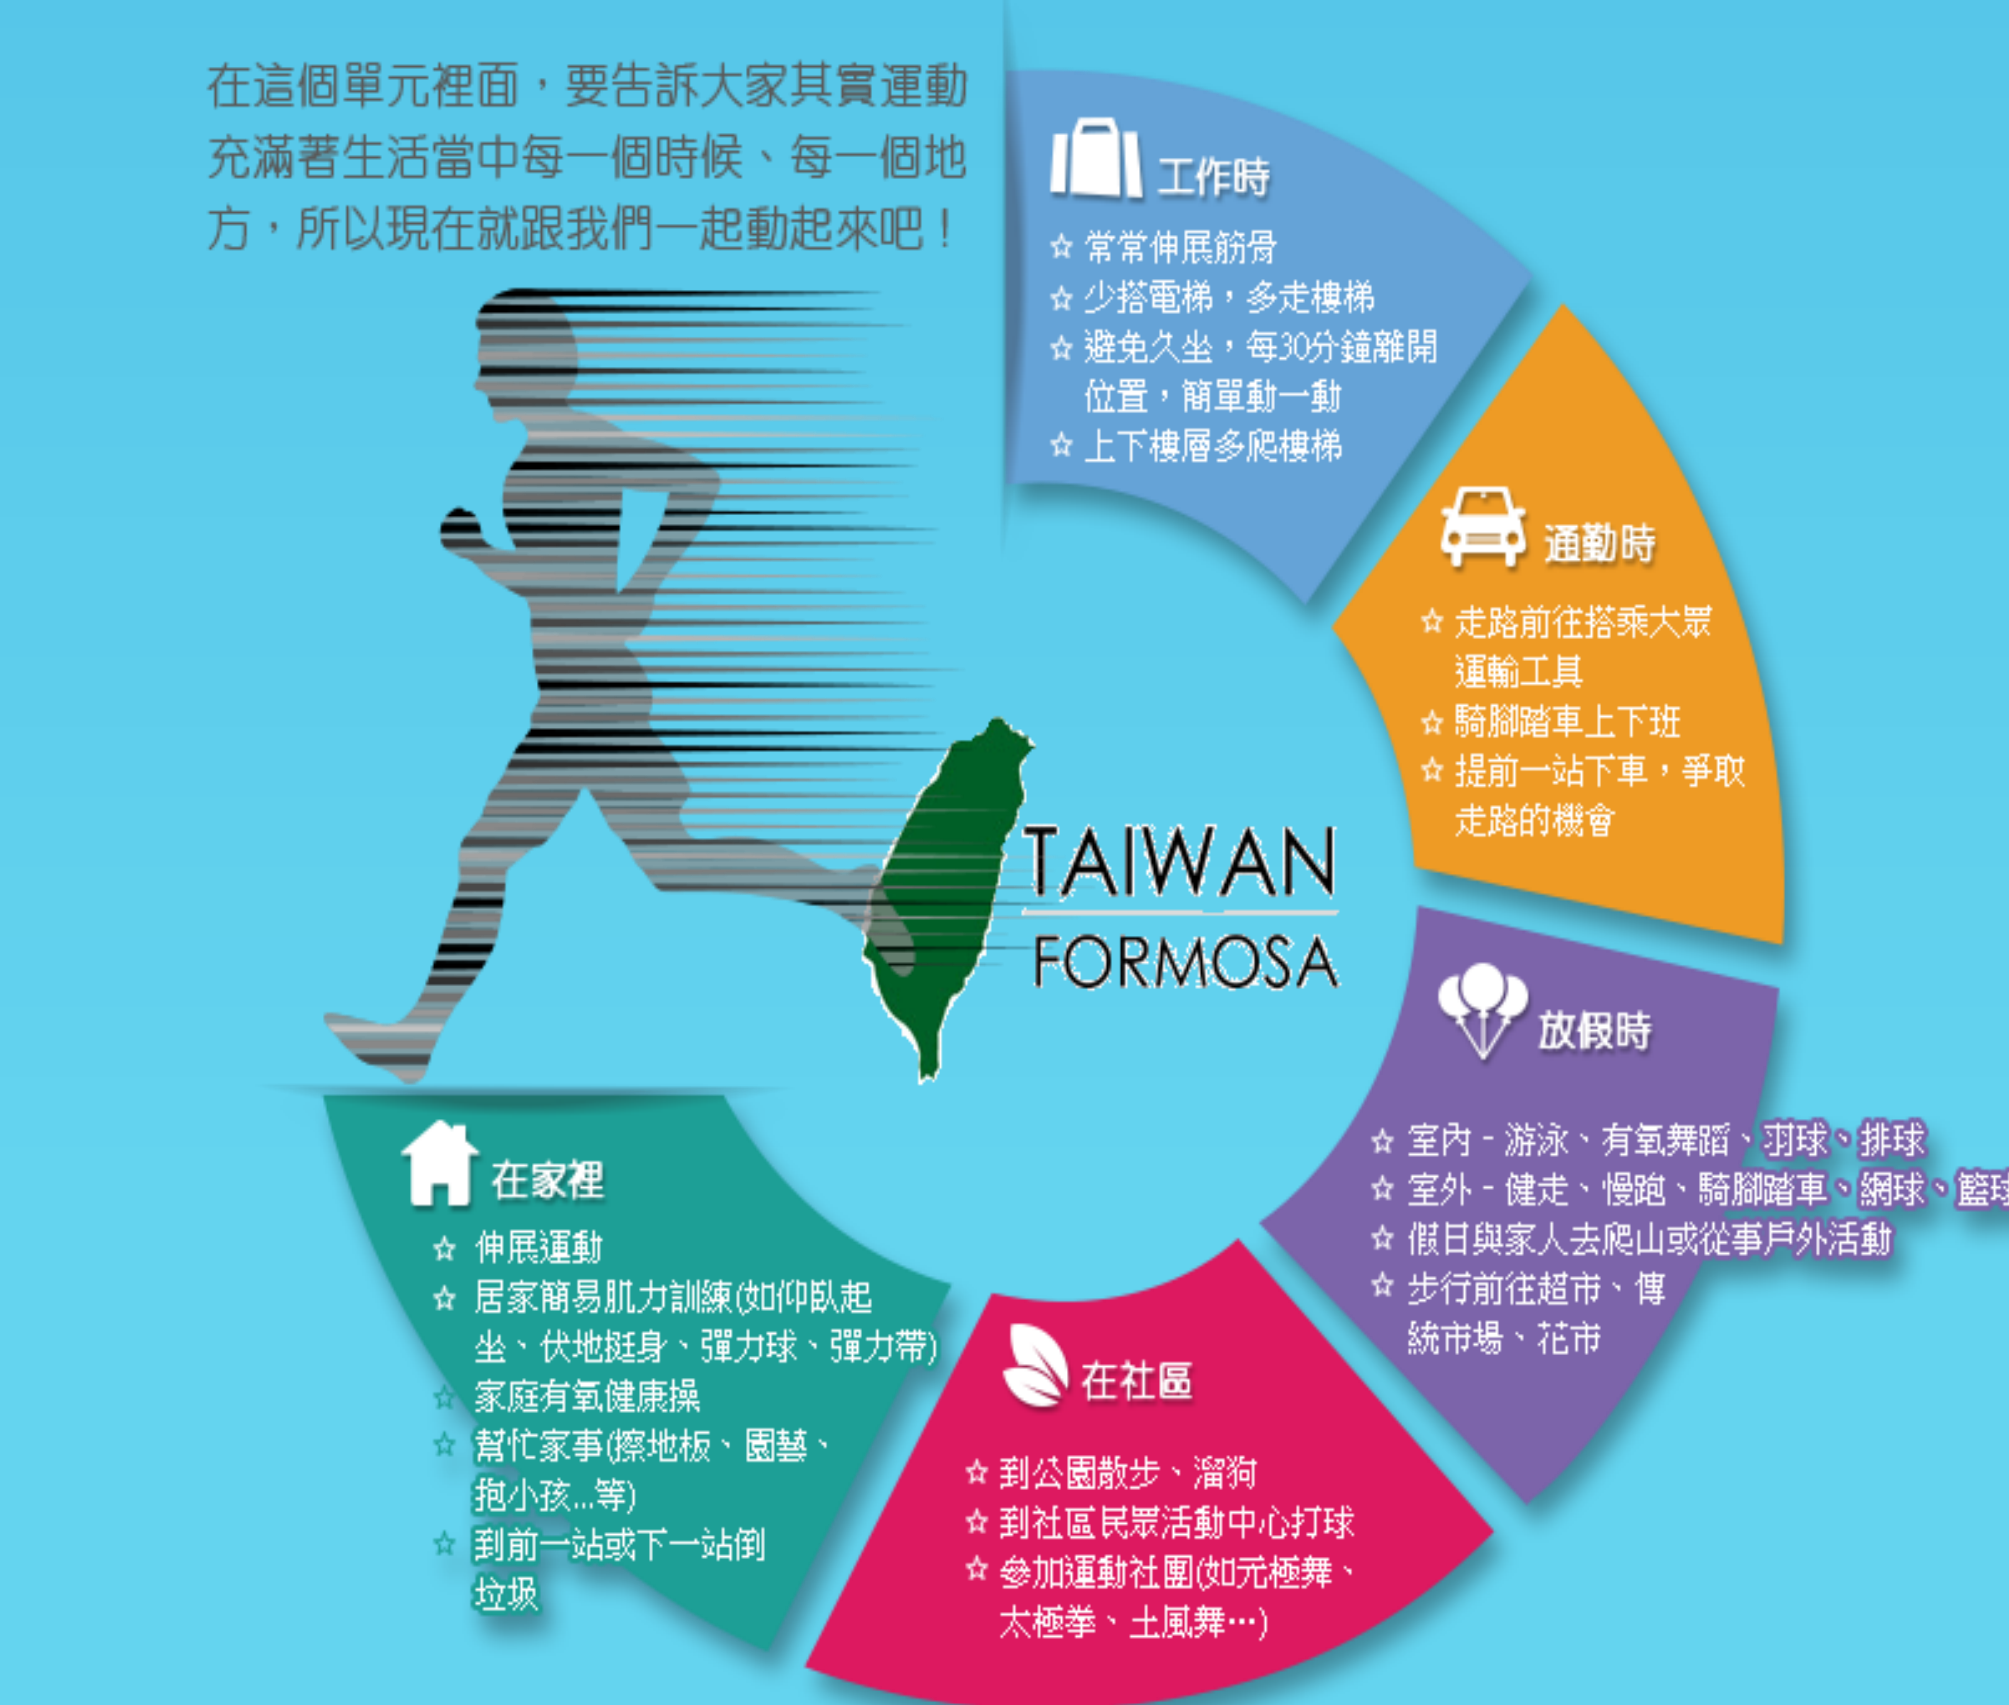 在這個單元裡面，要告訴大家其實運動
充滿著生活當中每一個時候、每一個地
方，所以現在就跟我們一起動起來吧！
工作時
☆ 常常伸展筋骨
☆ 少搭電梯，多走樓梯
☆ 避免久坐，每30分鐘離開
位置，簡單動一動
☆ 上下樓層多爬樓梯
通勤時
☆ 走路前往搭乘大眾
運輸工具
☆ 騎腳踏車上下班
☆ 提前一站下車，爭取
走路的機會
TAIWAN
FORMOSA
放假時
☆ 室內－游泳、有氧舞蹈、羽球、排球
☆ 室外－健走、慢跑、騎腳踏車、網球、籃球
☆ 假日與家人去爬山或從事戶外活動
☆ 步行前往超市、傳
統市場、花市
在社區
☆ 到公園散步、溜狗
☆ 到社區民眾活動中心打球
☆ 參加運動社團(如元極舞、
太極拳、土風舞…)
在家裡
☆ 伸展運動
☆ 居家簡易肌力訓練(如仰臥起
坐、伏地挺身、彈力球、彈力帶)
☆ 家庭有氧健康操
☆ 幫忙家事(擦地板、園藝、
抱小孩...等)
☆ 到前一站或下一站倒
垃圾